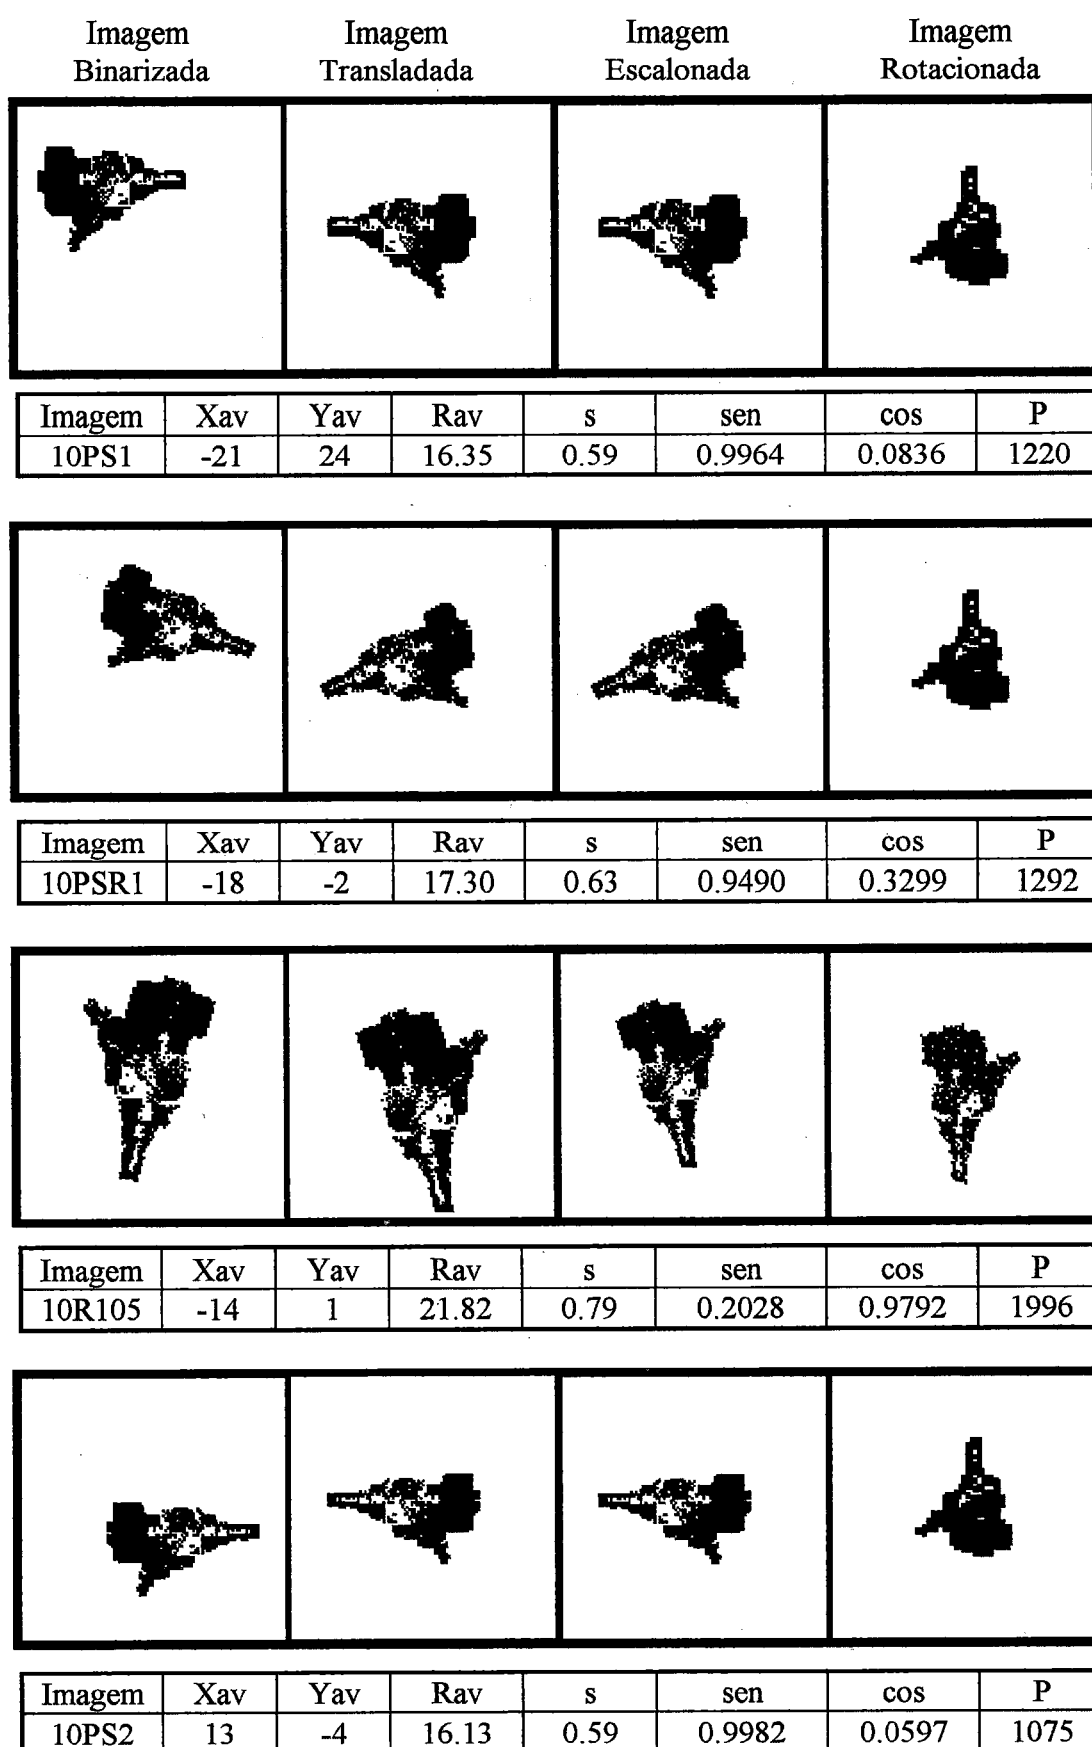 Imagem Imagem Imagem Imagem
Binarizada Transladada Escalonada Rotacionada
Imagem Xav Yav Rav s sen cos P
10PS1 -21 24 16.35 0.59 0.9964 0.0836 1220
Imagem Xav Yav Rav s sen cos P
10PSR1 -18 -2 17.30 0.63 0.9490 0.3299 1292
Imagem Xav Yav Rav s sen cos P
10R105 -14 1 21.82 0.79 0.2028 0.9792 1996
Imagem Xav Yav Rav s sen cos P
10PS2 13 -4 16.13 0.59 0.9982 0.0597 1075